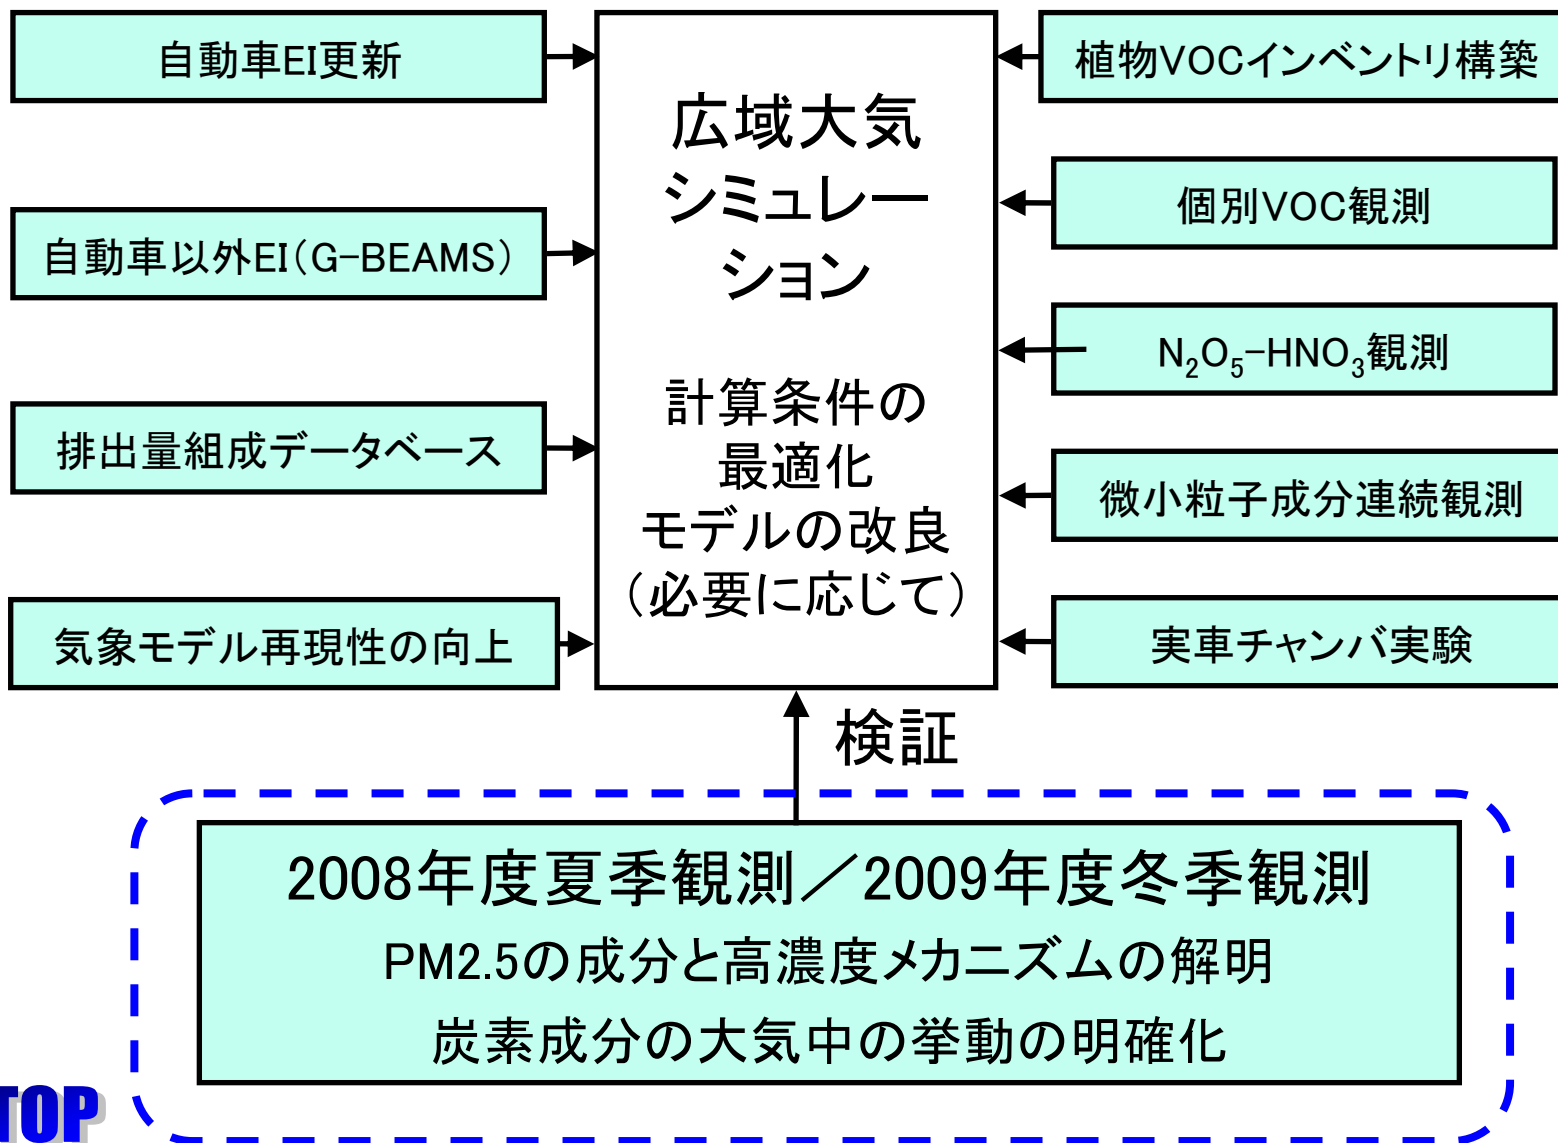 自動車EI更新
自動車以外EI（G-BEAMS）
排出量組成データベース
気象モデル再現性の向上
広域大気
シミュレー
ション
計算条件の
最適化
モデルの改良
（必要に応じて）
植物VOCインベントリ構築
個別VOC観測
N₂O₅-HNO₃観測
微小粒子成分連続観測
実車チャンバ実験
検証
2008年度夏季観測／2009年度冬季観測
PM2.5の成分と高濃度メカニズムの解明
炭素成分の大気中の挙動の明確化
TOP